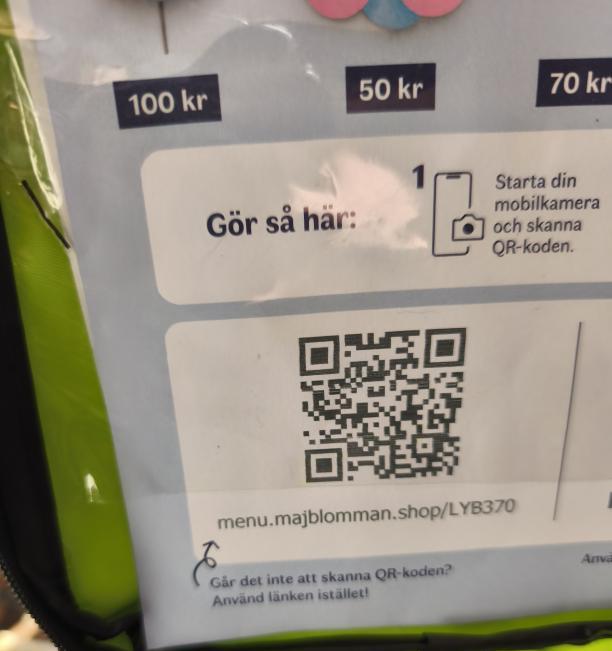 100 kr
50 kr
70 kr
Gör så här:
1
Starta din
mobilkamera
och skanna
QR-koden.
menu.majblomman.shop/LYB370
Går det inte att skanna QR-koden?
Använd länken istället!